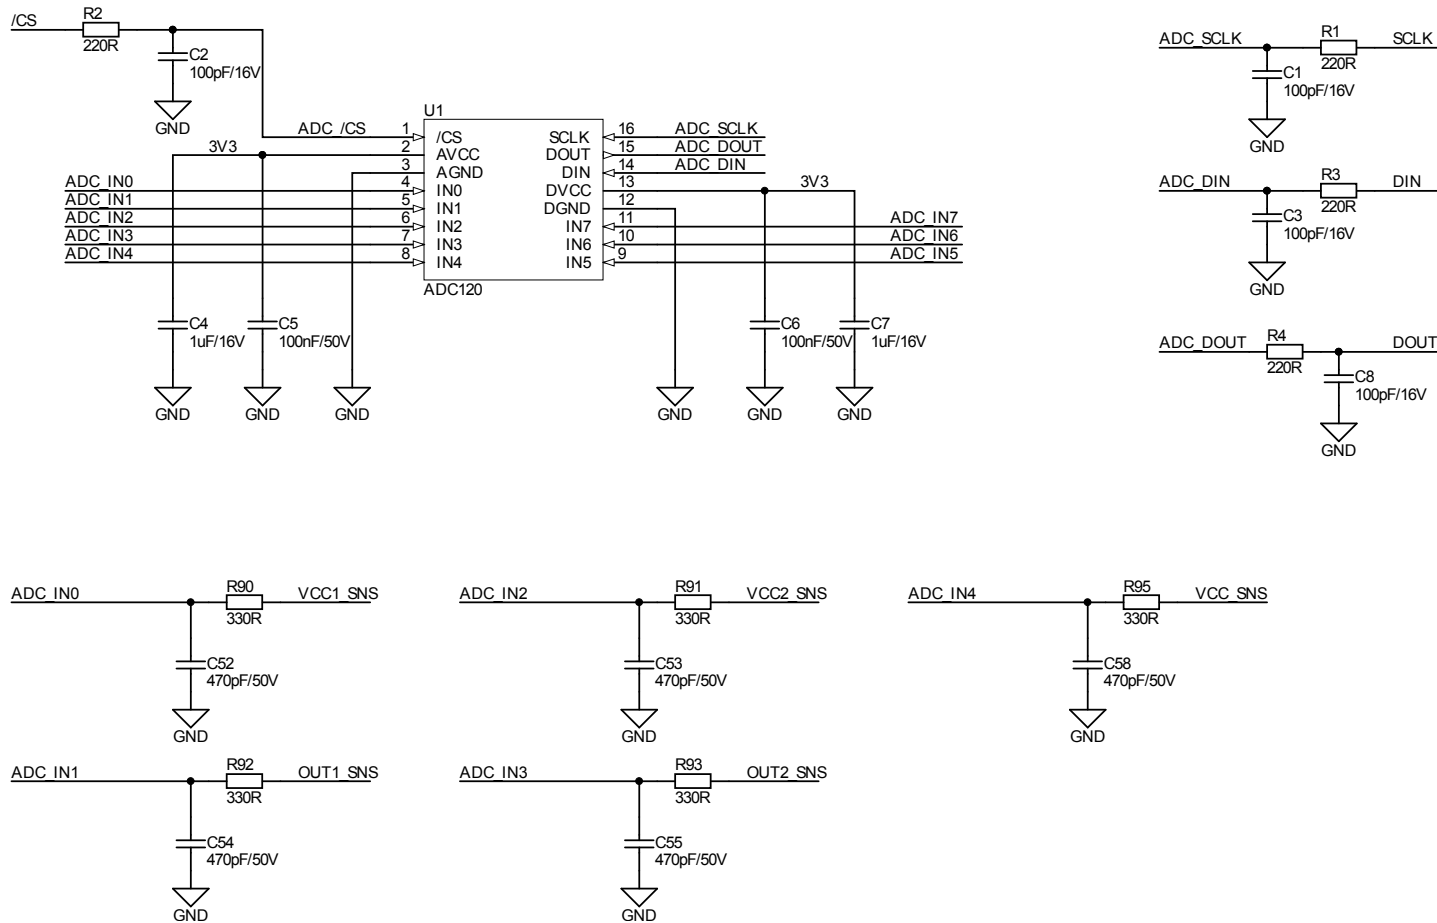 /CS
R2
220R
C2
100pF/16V
GND
ADC_/CS
3V3
U1
1 /CS
2 AVCC
3 AGND
4 IN0
5 IN1
6 IN2
7 IN3
8 IN4
SCLK 16
DOUT 15
DIN 14
DVCC 13
DGND 12
IN7 11
IN6 10
IN5 9
ADC120
ADC_IN0
ADC_IN1
ADC_IN2
ADC_IN3
ADC_IN4
ADC_SCLK
ADC_DOUT
ADC_DIN
3V3
ADC_IN7
ADC_IN6
ADC_IN5
C4
1uF/16V
GND
C5
100nF/50V
GND
GND
GND
C6
100nF/50V
GND
C7
1uF/16V
GND
ADC_SCLK
R1
220R
SCLK
C1
100pF/16V
GND
ADC_DIN
R3
220R
DIN
C3
100pF/16V
GND
ADC_DOUT
R4
220R
DOUT
C8
100pF/16V
GND
ADC_IN0
R90
330R
VCC1_SNS
C52
470pF/50V
GND
ADC_IN2
R91
330R
VCC2_SNS
C53
470pF/50V
GND
ADC_IN4
R95
330R
VCC_SNS
C58
470pF/50V
GND
ADC_IN1
R92
330R
OUT1_SNS
C54
470pF/50V
GND
ADC_IN3
R93
330R
OUT2_SNS
C55
470pF/50V
GND